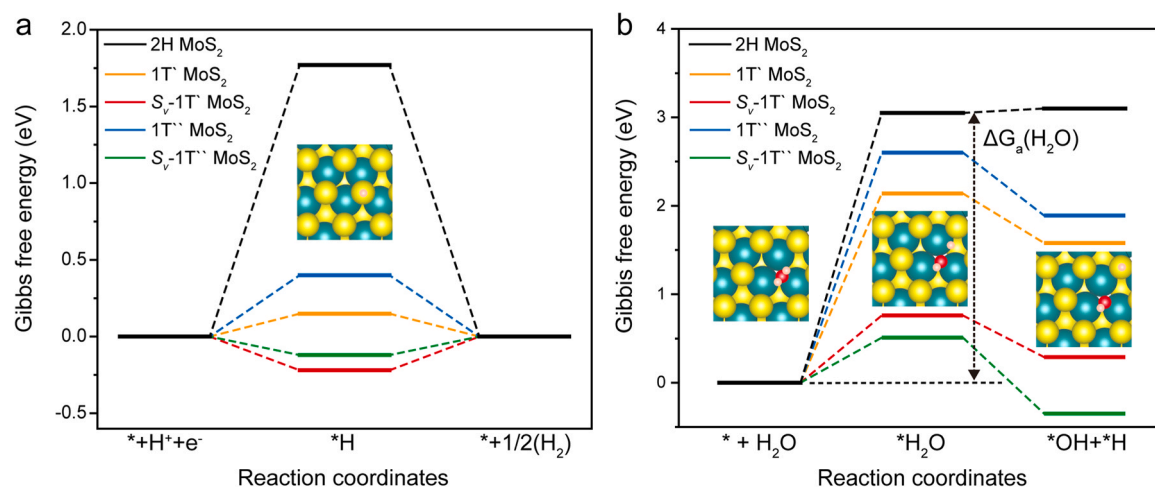 a
2.0
1.5
1.0
0.5
0.0
-0.5
Gibbs free energy (eV)
2H MoS₂
1T` MoS₂
Sᵥ-1T` MoS₂
1T`` MoS₂
Sᵥ-1T`` MoS₂
*+H⁺+e⁻
*H
*+1/2(H₂)
Reaction coordinates
b
4
3
2
1
0
Gibbs free energy (eV)
2H MoS₂
1T` MoS₂
Sᵥ-1T` MoS₂
1T`` MoS₂
Sᵥ-1T`` MoS₂
ΔGₐ(H₂O)
* + H₂O
*H₂O
*OH+*H
Reaction coordinates